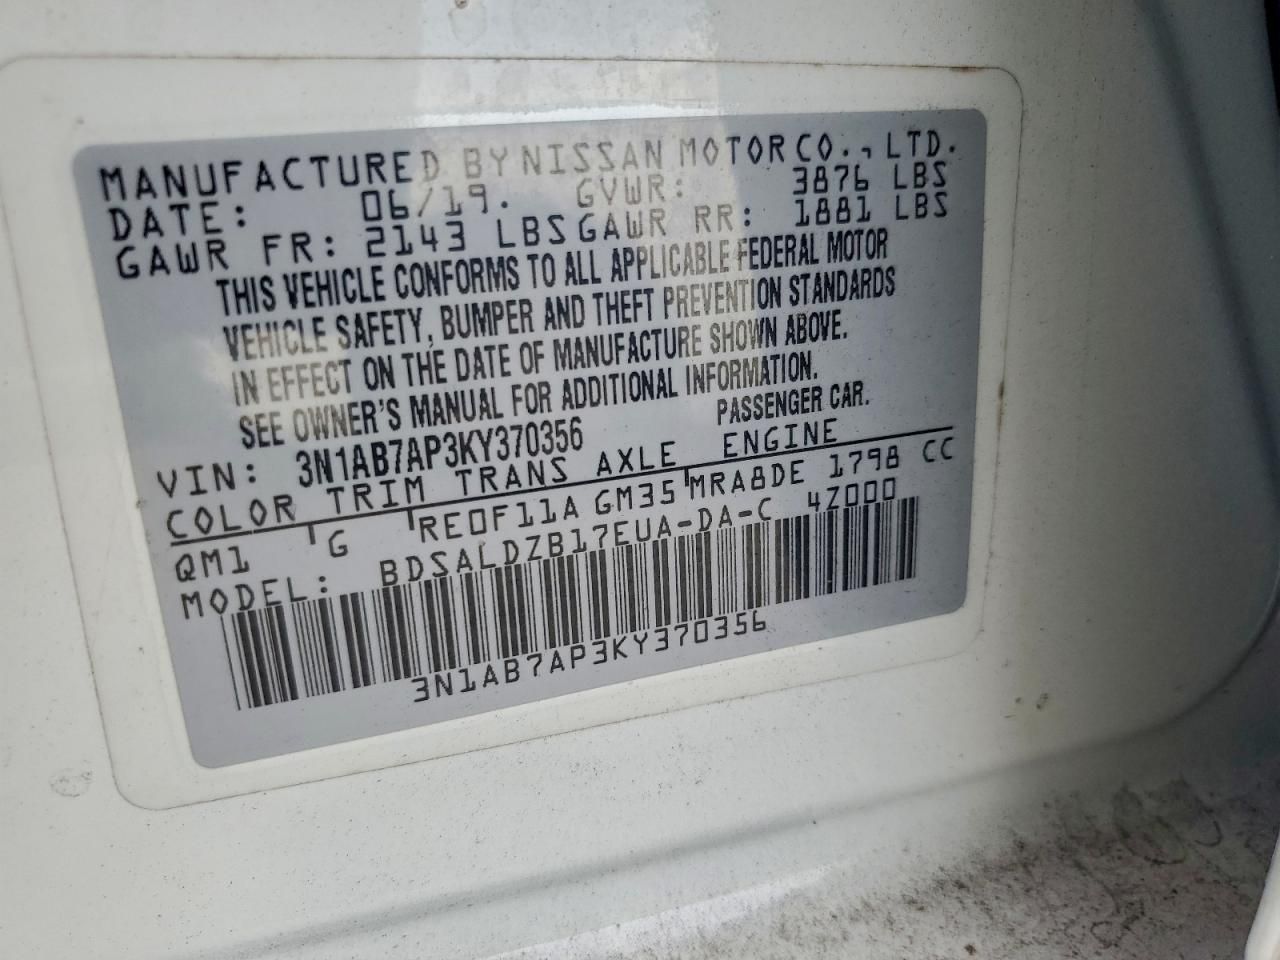 MANUFACTURED BY NISSAN MOTOR CO., LTD.
DATE: 06/19. GVWR: 3876 LBS
GAWR FR: 2143 LBS GAWR RR: 1881 LBS
THIS VEHICLE CONFORMS TO ALL APPLICABLE FEDERAL MOTOR
VEHICLE SAFETY, BUMPER AND THEFT PREVENTION STANDARDS
IN EFFECT ON THE DATE OF MANUFACTURE SHOWN ABOVE.
SEE OWNER'S MANUAL FOR ADDITIONAL INFORMATION.
PASSENGER CAR.
VIN: 3N1AB7AP3KY370356
COLOR TRIM TRANS AXLE ENGINE
QM1 G RE0F11A GM35 MRA8DE 1798 CC
MODEL: BDSALDZB17EUA-DA-C 4Z000
3N1AB7AP3KY370356